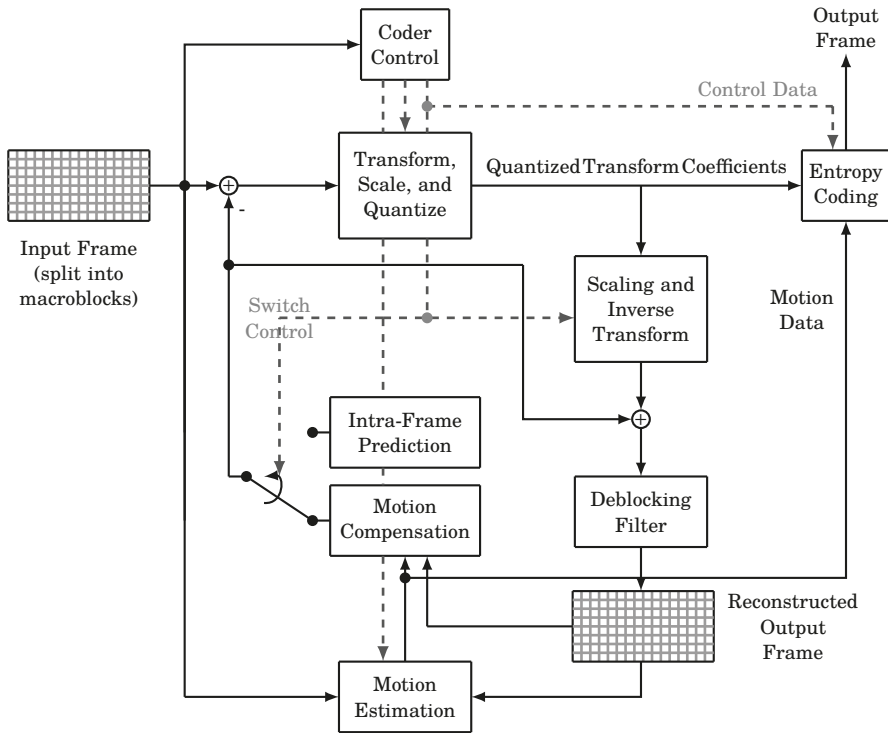 Output
Frame
Coder
Control
Control Data
Transform,
Scale, and
Quantize
Quantized Transform Coefficients
Entropy
Coding
+
-
Input Frame
(split into
macroblocks)
Scaling and
Inverse
Transform
Motion
Data
Switch
Control
Intra-Frame
Prediction
+
Motion
Compensation
Deblocking
Filter
Reconstructed
Output
Frame
Motion
Estimation